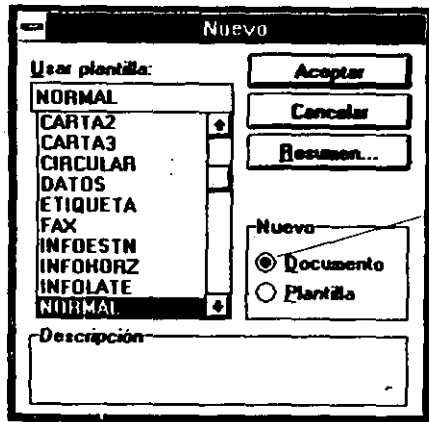 Nuevo
Usar plantilla:
NORMAL
CARTA2
CARTA3
CIRCULAR
DATOS
ETIQUETA
FAX
INFOESTN
INFOHORZ
INFOLATE
NORMAL
Aceptar
Cancelar
Resumen...
Nuevo
Documento
Plantilla
Descripción